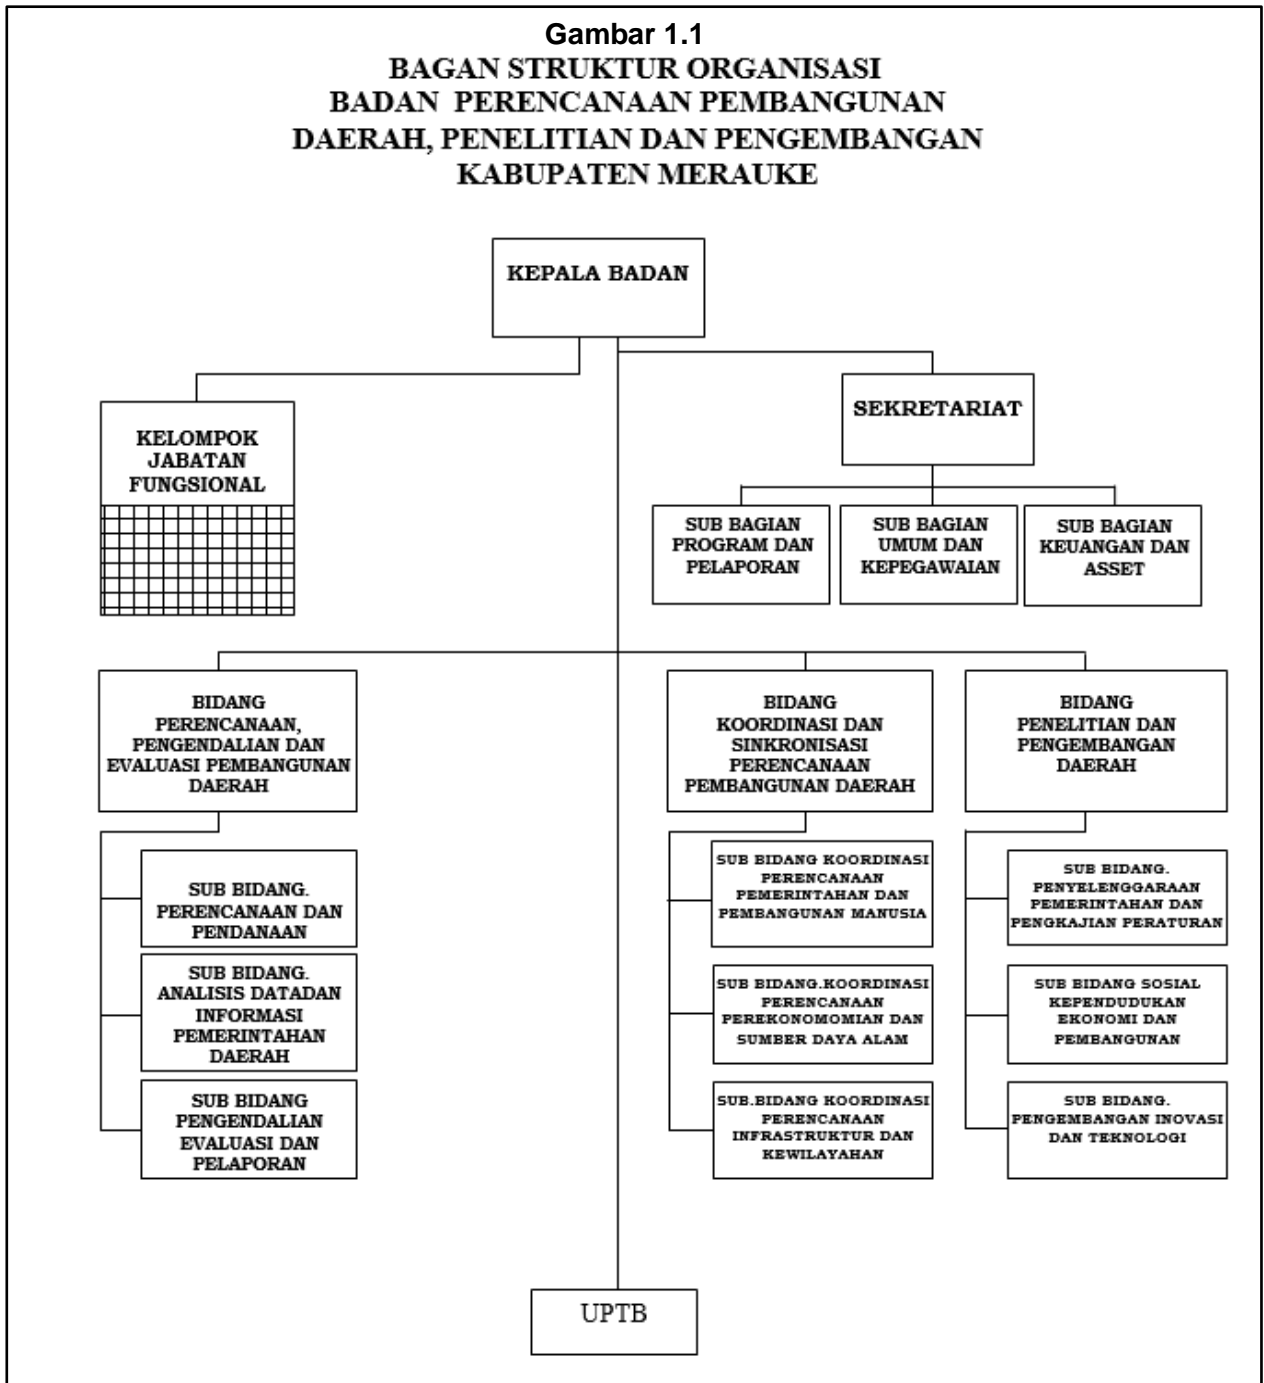 Gambar 1.1
BAGAN STRUKTUR ORGANISASI
BADAN PERENCANAAN PEMBANGUNAN
DAERAH, PENELITIAN DAN PENGEMBANGAN
KABUPATEN MERAUKE
KEPALA BADAN
KELOMPOK
JABATAN
FUNGSIONAL
SEKRETARIAT
SUB BAGIAN
PROGRAM DAN
PELAPORAN
SUB BAGIAN
UMUM DAN
KEPEGAWAIAN
SUB BAGIAN
KEUANGAN DAN
ASSET
BIDANG
PERENCANAAN,
PENGENDALIAN DAN
EVALUASI PEMBANGUNAN
DAERAH
SUB BIDANG.
PERENCANAAN DAN
PENDANAAN
SUB BIDANG.
ANALISIS DATADAN
INFORMASI
PEMERINTAHAN
DAERAH
SUB BIDANG
PENGENDALIAN
EVALUASI DAN
PELAPORAN
BIDANG
KOORDINASI DAN
SINKRONISASI
PERENCANAAN
PEMBANGUNAN DAERAH
SUB BIDANG KOORDINASI
PERENCANAAN
PEMERINTAHAN DAN
PEMBANGUNAN MANUSIA
SUB BIDANG.KOORDINASI
PERENCANAAN
PEREKONOMOMIAN DAN
SUMBER DAYA ALAM
SUB.BIDANG KOORDINASI
PERENCANAAN
INFRASTRUKTUR DAN
KEWILAYAHAN
BIDANG
PENELITIAN DAN
PENGEMBANGAN
DAERAH
SUB BIDANG.
PENYELENGGARAAN
PEMERINTAHAN DAN
PENGKAJIAN PERATURAN
SUB BIDANG SOSIAL
KEPENDUDUKAN
EKONOMI DAN
PEMBANGUNAN
SUB BIDANG.
PENGEMBANGAN INOVASI
DAN TEKNOLOGI
UPTB